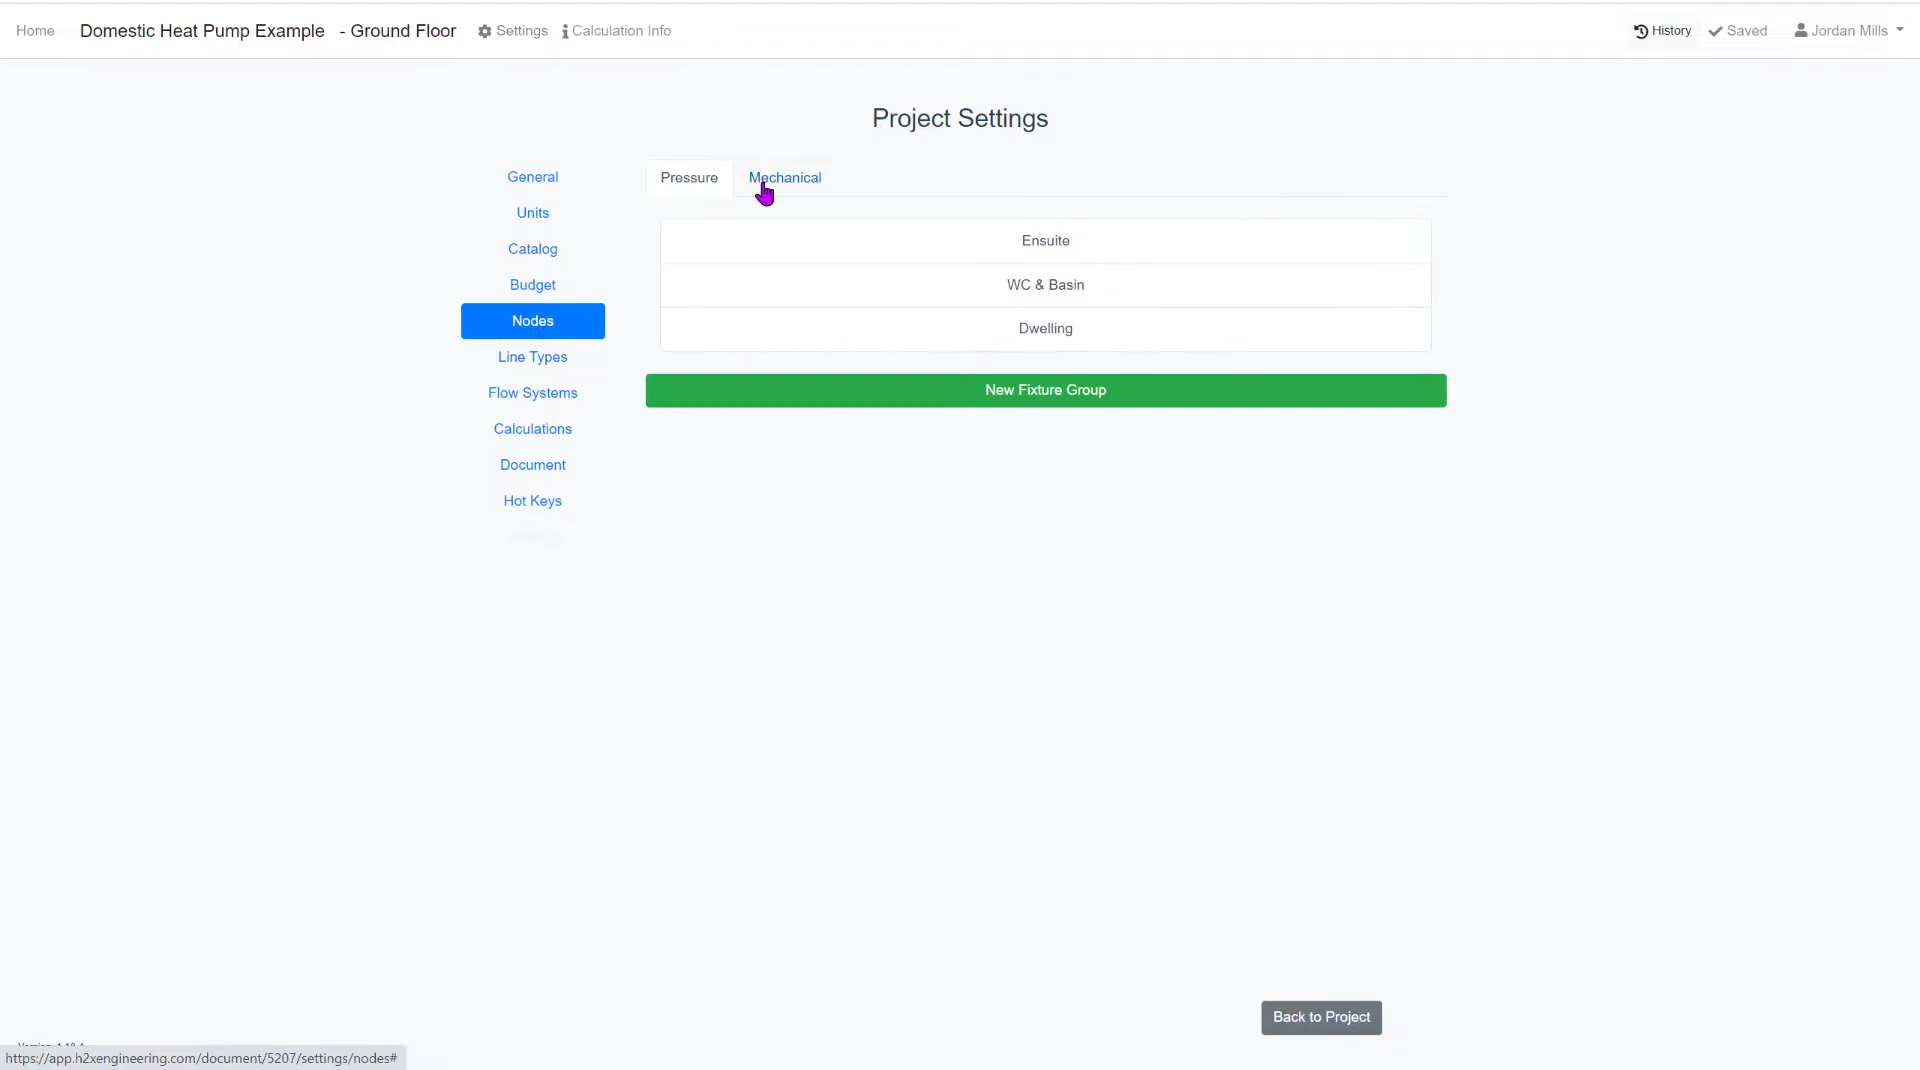 Home Domestic Heat Pump Example - Ground Floor Settings Calculation Info History Saved Jordan Mills
Project Settings
General
Units
Catalog
Budget
Nodes
Line Types
Flow Systems
Calculations
Document
Hot Keys
Pressure Mechanical
Ensuite
WC & Basin
Dwelling
New Fixture Group
Back to Project
https://app.h2xengineering.com/document/5207/settings/nodes#